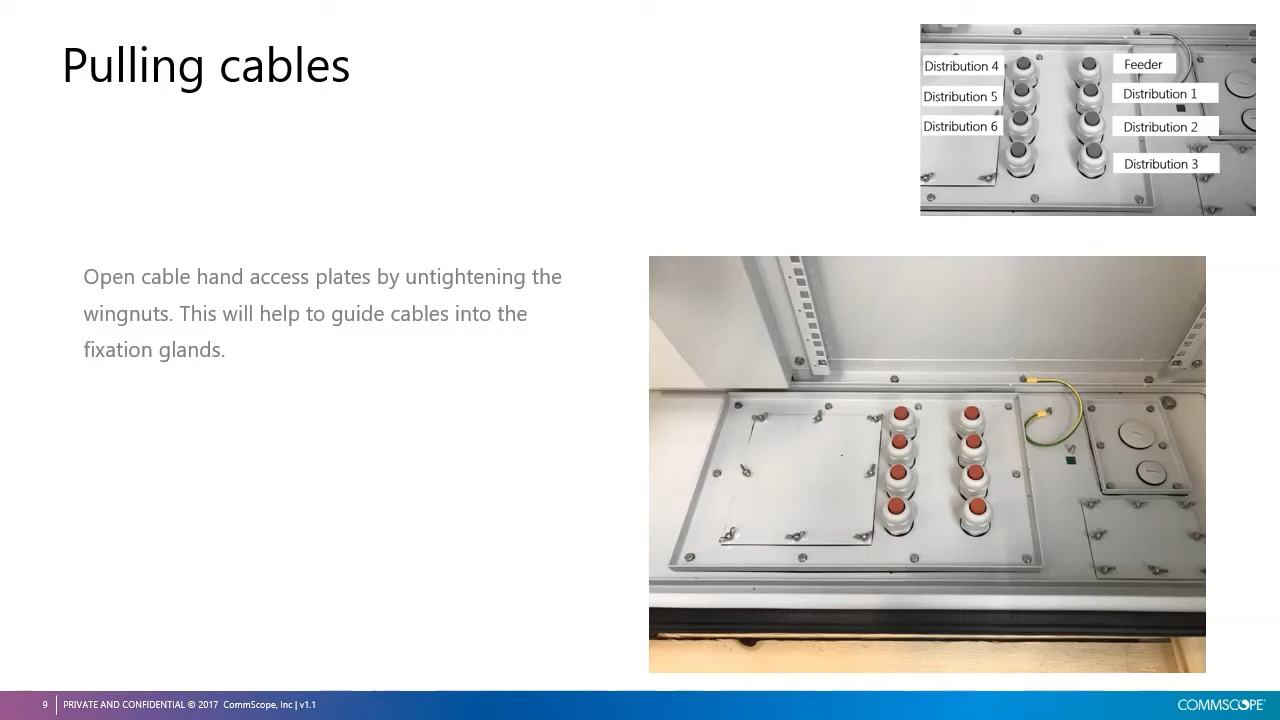 Pulling cables
Distribution 4
Feeder
Distribution 5
Distribution 1
Distribution 6
Distribution 2
Distribution 3
Open cable hand access plates by untightening the
wingnuts. This will help to guide cables into the
fixation glands.
9 PRIVATE AND CONFIDENTIAL © 2017 CommScope, Inc | v1.1
COMMSCOPE®